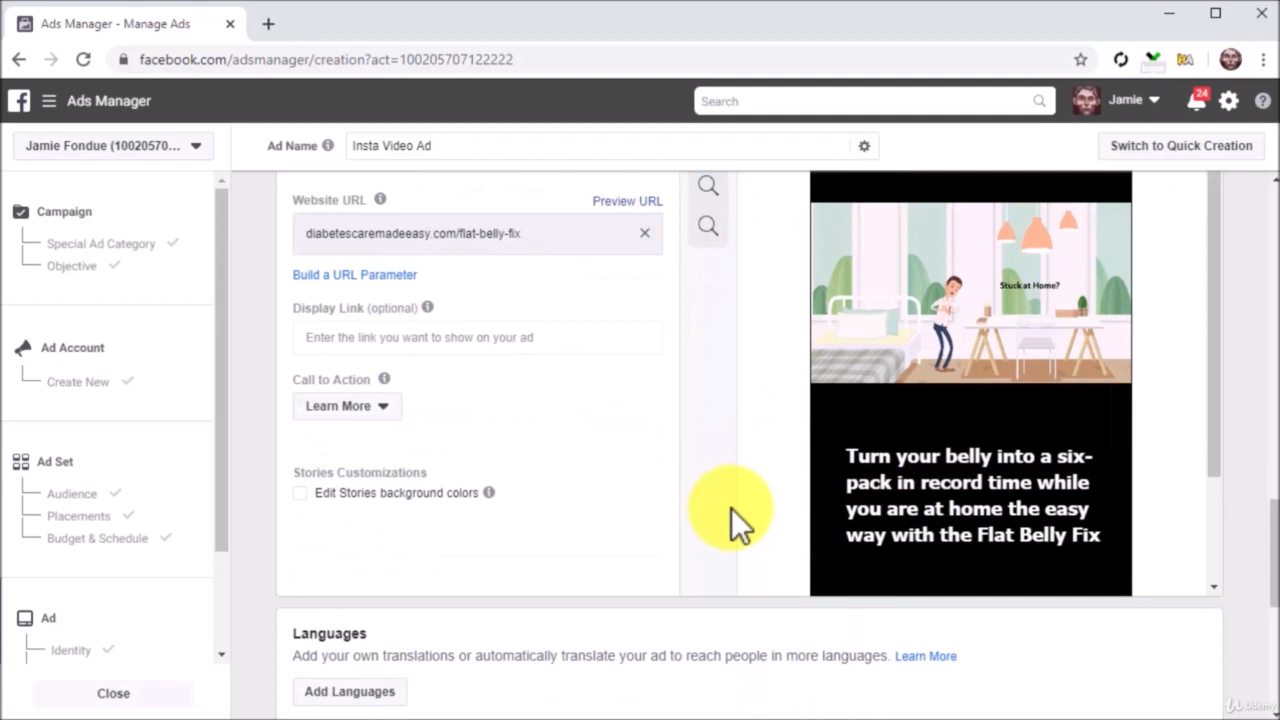 Ads Manager - Manage Ads
facebook.com/adsmanager/creation?act=100205707122222
Ads Manager
Search
Jamie
24
Jamie Fondue (10020570...
Ad Name
Insta Video Ad
Switch to Quick Creation
Campaign
Special Ad Category
Objective
Ad Account
Create New
Ad Set
Audience
Placements
Budget & Schedule
Ad
Identity
Close
Website URL
Preview URL
diabetescaremadeeasy.com/flat-belly-fix
Build a URL Parameter
Display Link (optional)
Enter the link you want to show on your ad
Call to Action
Learn More
Stories Customizations
Edit Stories background colors
Stuck at Home?
Turn your belly into a six-
pack in record time while
you are at home the easy
way with the Flat Belly Fix
Languages
Add your own translations or automatically translate your ad to reach people in more languages. Learn More
Add Languages
Udemy